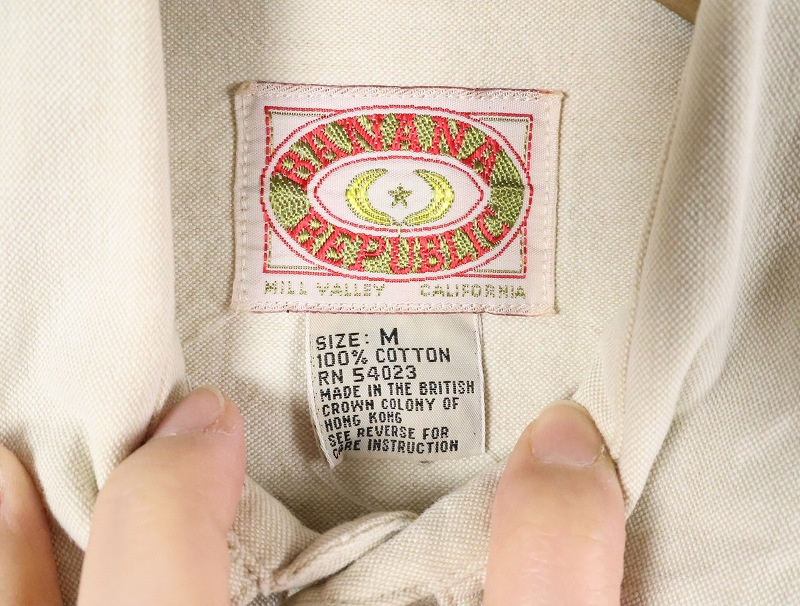 BANANA
REPUBLIC
MILL VALLEY CALIFORNIA
SIZE: M
100% COTTON
RN 54023
MADE IN THE BRITISH
CROWN COLONY OF
HONG KONG
SEE REVERSE FOR
CARE INSTRUCTION